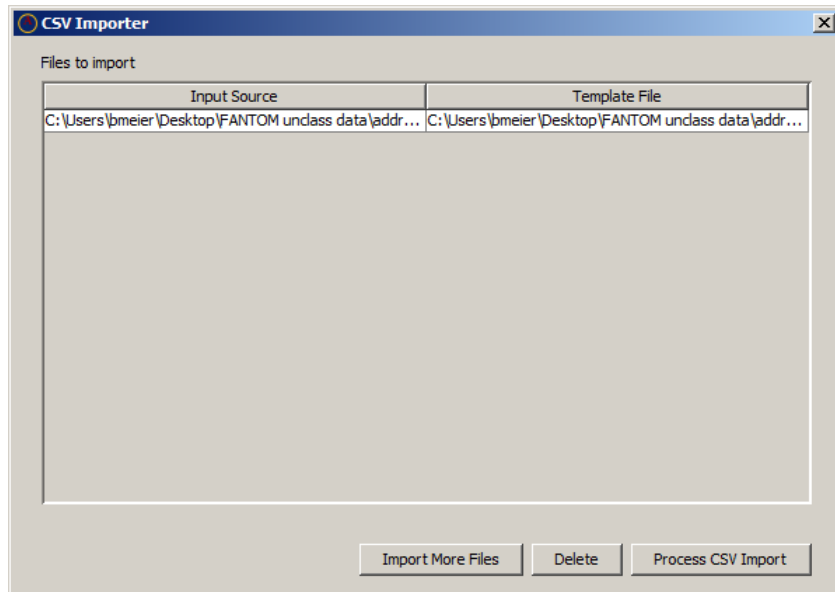 CSV Importer
Files to import
Input Source Template File
C:\Users\bmeier\Desktop\FANTOM unclass data\addr... C:\Users\bmeier\Desktop\FANTOM unclass data\addr...
Import More Files Delete Process CSV Import